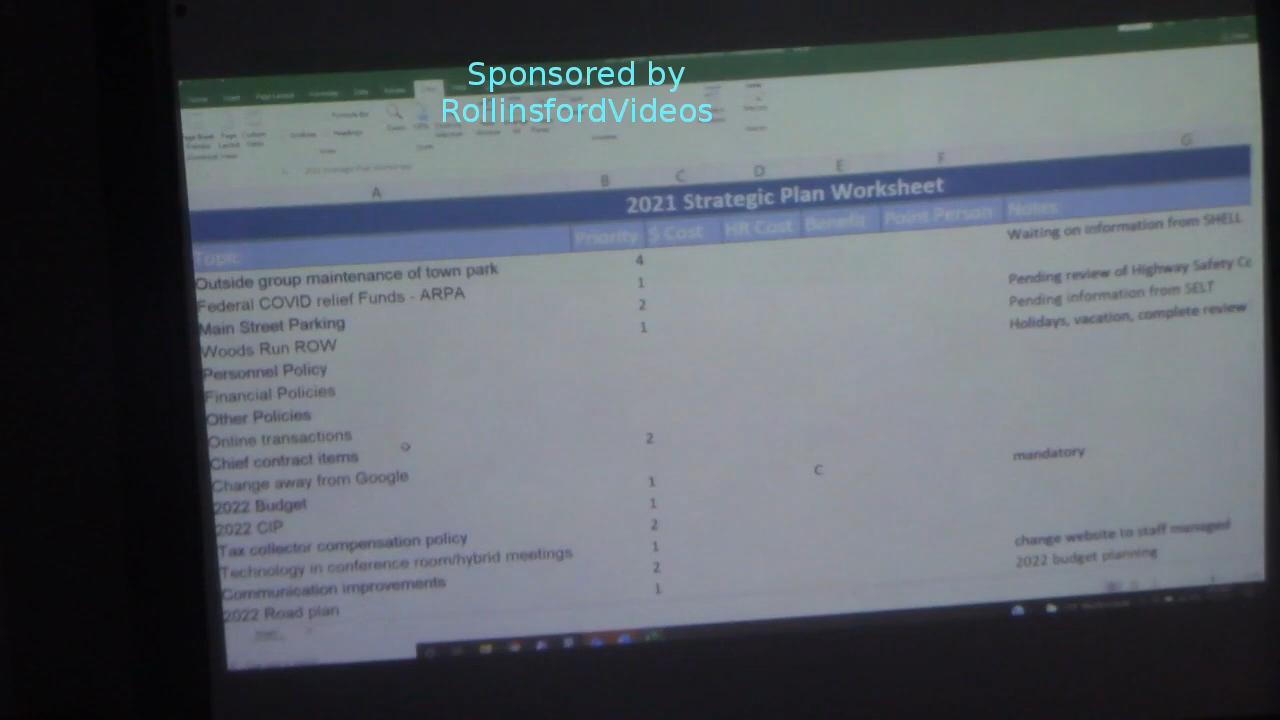 Sponsored by
RollinsfordVideos
A B C D E F G
2021 Strategic Plan Worksheet
Topic Priority $ Cost HR Cost Benefit Point Person Notes
Outside group maintenance of town park 4 Waiting on information from SHELL
Federal COVID relief Funds - ARPA 1
Main Street Parking 2 Pending review of Highway Safety Co
Woods Run ROW 1 Pending information from SELT
Personnel Policy Holidays, vacation, complete review
Financial Policies
Other Policies
Online transactions
Chief contract items 2
Change away from Google
2022 Budget 1 C mandatory
2022 CIP 1
Tax collector compensation policy 2
Technology in conference room/hybrid meetings 1
Communication improvements 2 change website to staff managed
2022 Road plan 1 2022 budget planning